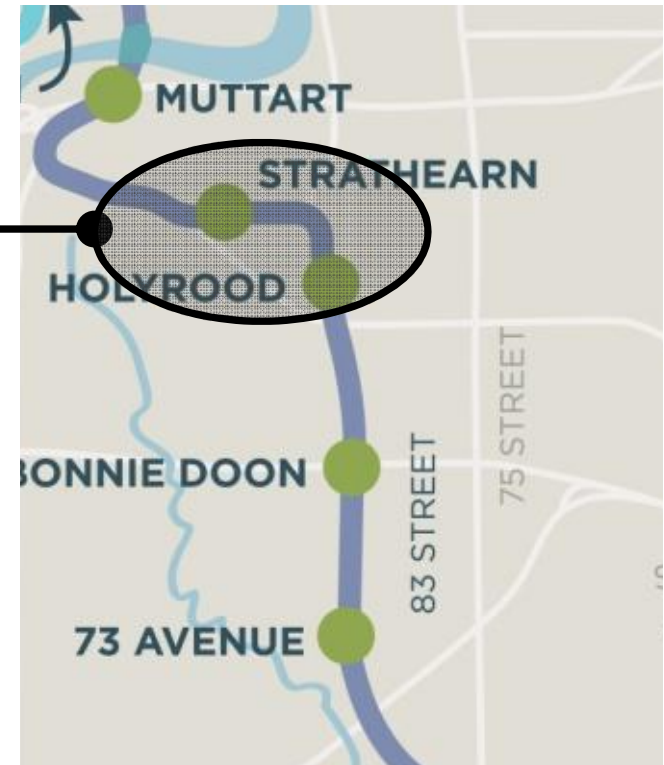 MUTTART
STRATHEARN
HOLYROOD
75 STREET
BONNIE DOON
83 STREET
73 AVENUE